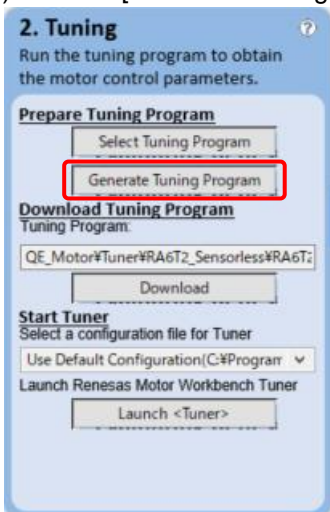 2. Tuning
?
Run the tuning program to obtain
the motor control parameters.
Prepare Tuning Program
Select Tuning Program
Generate Tuning Program
Download Tuning Program
Tuning Program:
QE_Motor¥Tuner¥RA6T2_Sensorless¥RA6T2
Download
Start Tuner
Select a configuration file for Tuner
Use Default Configuration(C:¥Program
Launch Renesas Motor Workbench Tuner
Launch <Tuner>